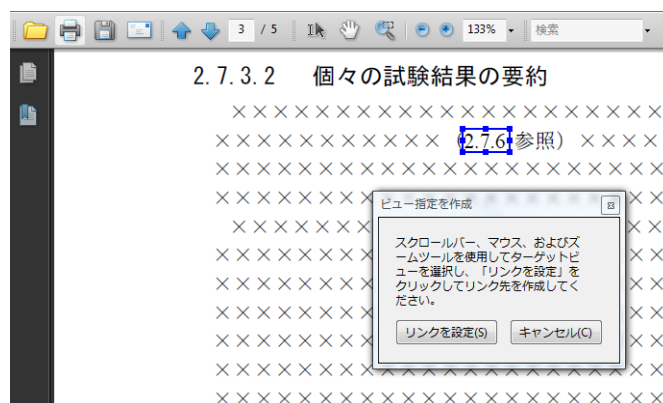 3 / 5 133% 検索
2.7.3.2 個々の試験結果の要約
×××××××××××××××××××××
×××××××××××（2.7.6 参照）××××
××××××××××××××××××××××
×××××××× ××
ビュー指定を作成
××××××× ××
スクロールバー、マウス、およびズ
ームツールを使用してターゲットビ
ューを選択し、「リンクを設定」を
クリックしてリンク先を作成してく
ださい。
×××××××× ××
×××××××× ××
×××××××× ××
リンクを設定(S) キャンセル(C)
×××××××× ××
××××××××××××××××××××××
××××××××××××××××××××××